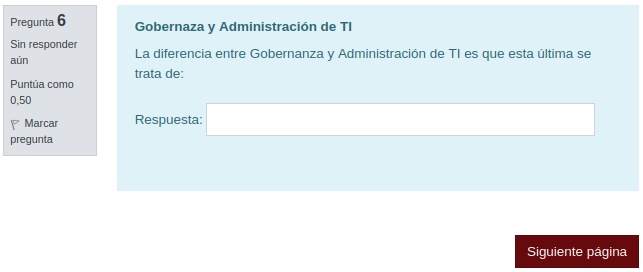 Pregunta 6
Sin responder
aún
Puntúa como
0,50
Marcar
pregunta
Gobernaza y Administración de TI
La diferencia entre Gobernanza y Administración de TI es que esta última se
trata de:
Respuesta:
Siguiente página